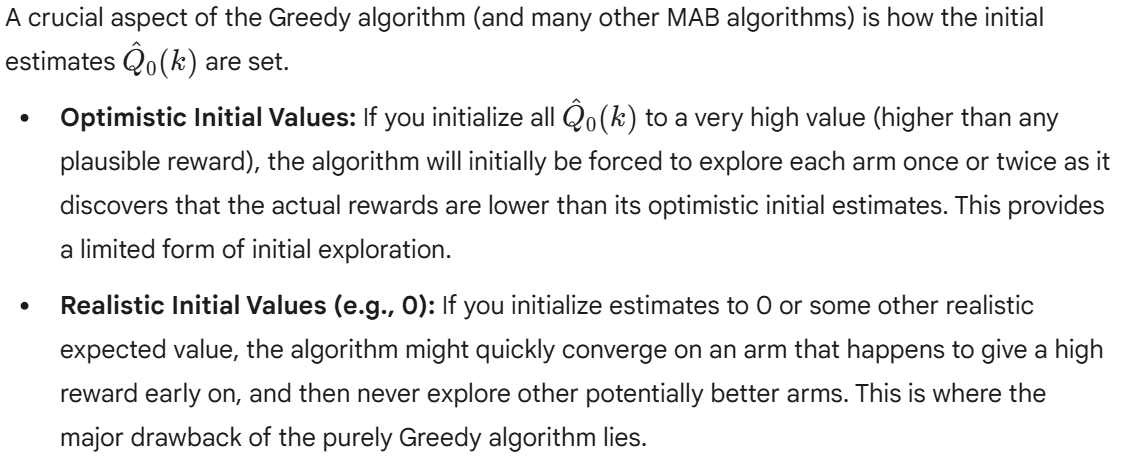 A crucial aspect of the Greedy algorithm (and many other MAB algorithms) is how the initial
estimates Q̂₀(k) are set.
• Optimistic Initial Values: If you initialize all Q̂₀(k) to a very high value (higher than any
plausible reward), the algorithm will initially be forced to explore each arm once or twice as it
discovers that the actual rewards are lower than its optimistic initial estimates. This provides
a limited form of initial exploration.
• Realistic Initial Values (e.g., 0): If you initialize estimates to 0 or some other realistic
expected value, the algorithm might quickly converge on an arm that happens to give a high
reward early on, and then never explore other potentially better arms. This is where the
major drawback of the purely Greedy algorithm lies.